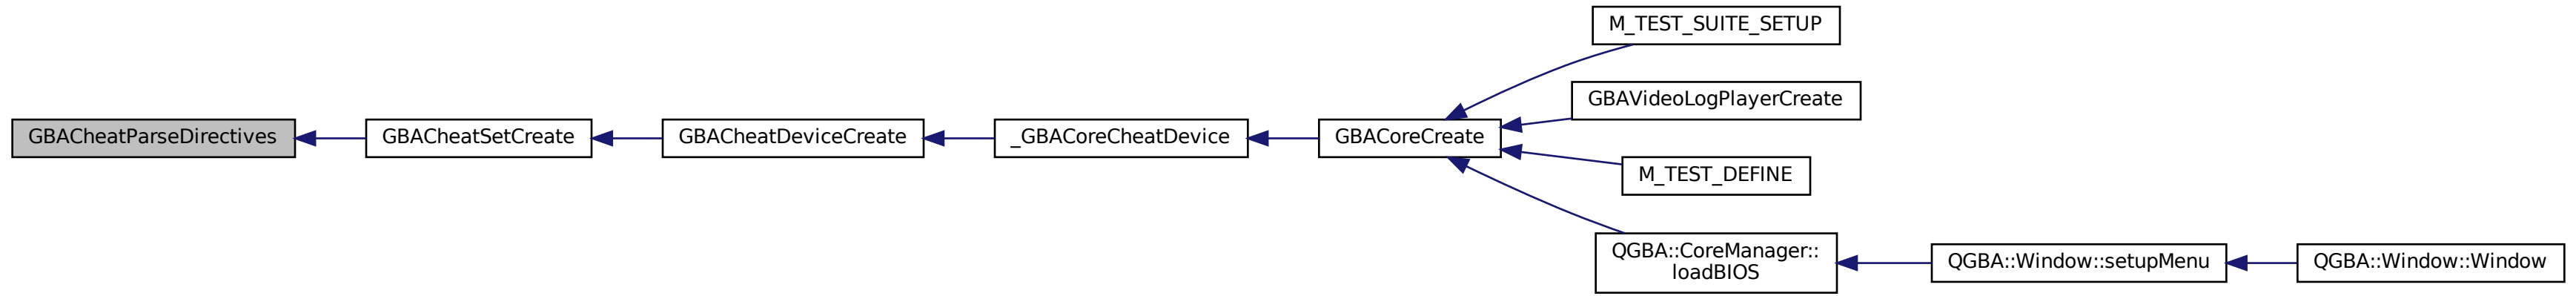 GBACheatParseDirectives
GBACheatSetCreate
GBACheatDeviceCreate
_GBACoreCheatDevice
GBACoreCreate
M_TEST_SUITE_SETUP
GBAVideoLogPlayerCreate
M_TEST_DEFINE
QGBA::CoreManager::
loadBIOS
QGBA::Window::setupMenu
QGBA::Window::Window